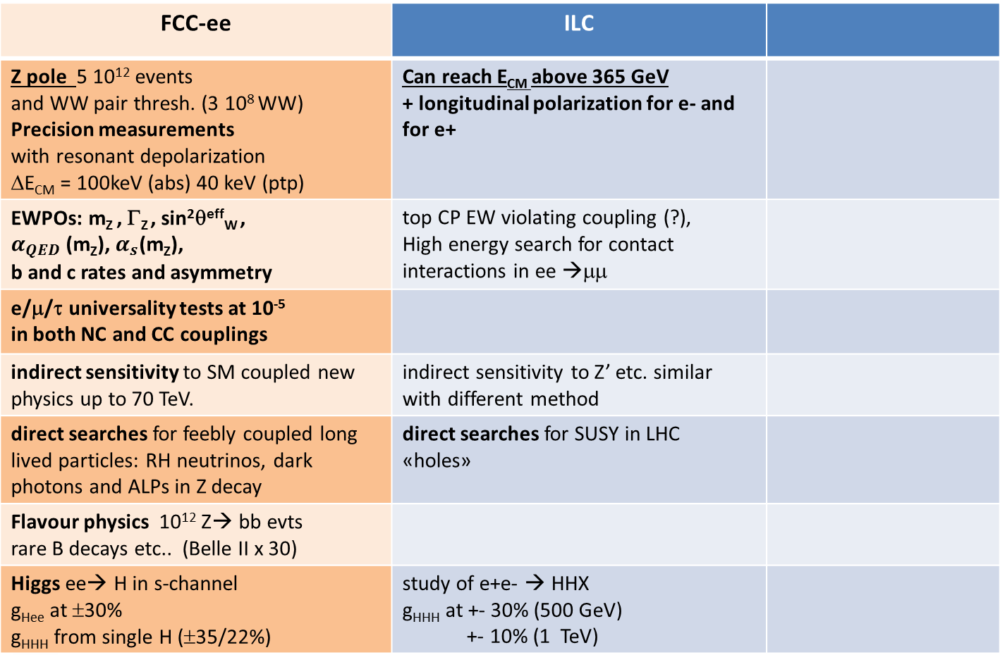 FCC-ee
ILC
Z pole 5 10¹² events
and WW pair thresh. (3 10⁸ WW)
Precision measurements
with resonant depolarization
ΔE_CM = 100keV (abs) 40 keV (ptp)
Can reach E_CM above 365 GeV
+ longitudinal polarization for e- and
for e+
EWPOs: m_Z , Γ_Z , sin²θ^eff_W ,
α_QED (m_Z), α_s(m_Z),
b and c rates and asymmetry
top CP EW violating coupling (?),
High energy search for contact
interactions in ee →μμ
e/μ/τ universality tests at 10⁻⁵
in both NC and CC couplings
indirect sensitivity to SM coupled new
physics up to 70 TeV.
indirect sensitivity to Z’ etc. similar
with different method
direct searches for feebly coupled long
lived particles: RH neutrinos, dark
photons and ALPs in Z decay
direct searches for SUSY in LHC
«holes»
Flavour physics 10¹² Z→ bb evts
rare B decays etc.. (Belle II x 30)
Higgs ee→ H in s-channel
g_Hee at ±30%
g_HHH from single H (±35/22%)
study of e+e- → HHX
g_HHH at +- 30% (500 GeV)
+- 10% (1 TeV)